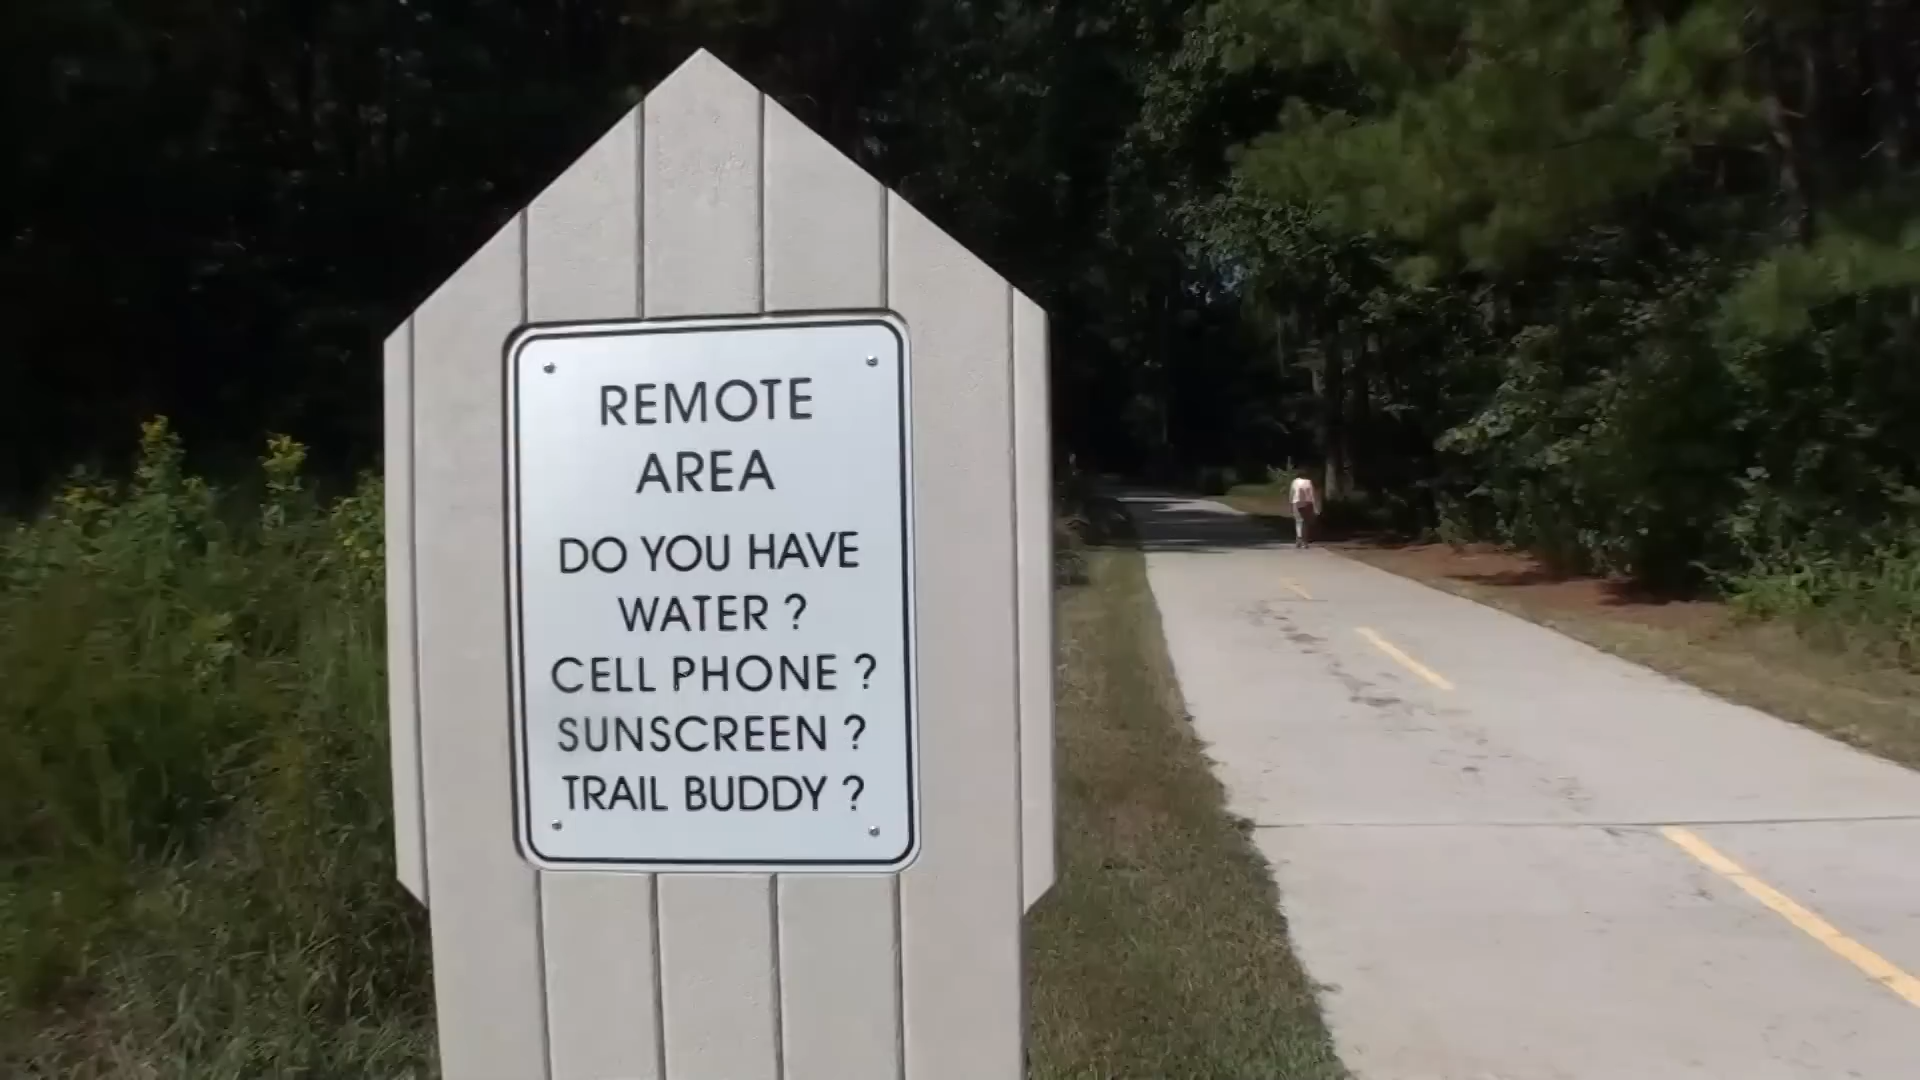 REMOTE
AREA
DO YOU HAVE
WATER ?
CELL PHONE ?
SUNSCREEN ?
TRAIL BUDDY ?